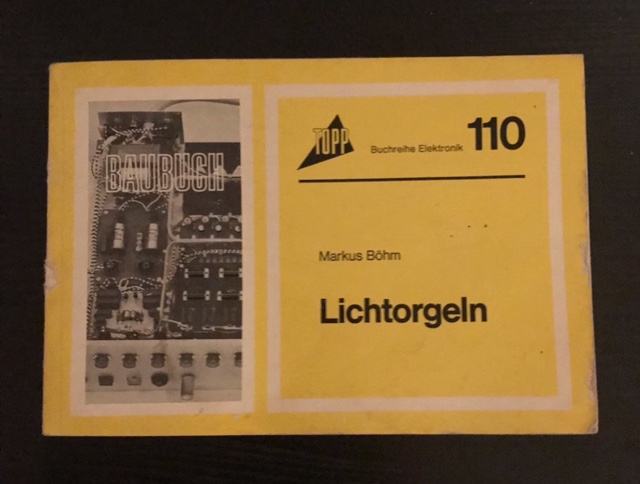 BAUBUCH
TOPP
Buchreihe Elektronik 110
Markus Böhm
Lichtorgeln